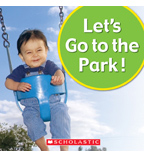 Let's
Go to the
Park!
SCHOLASTIC